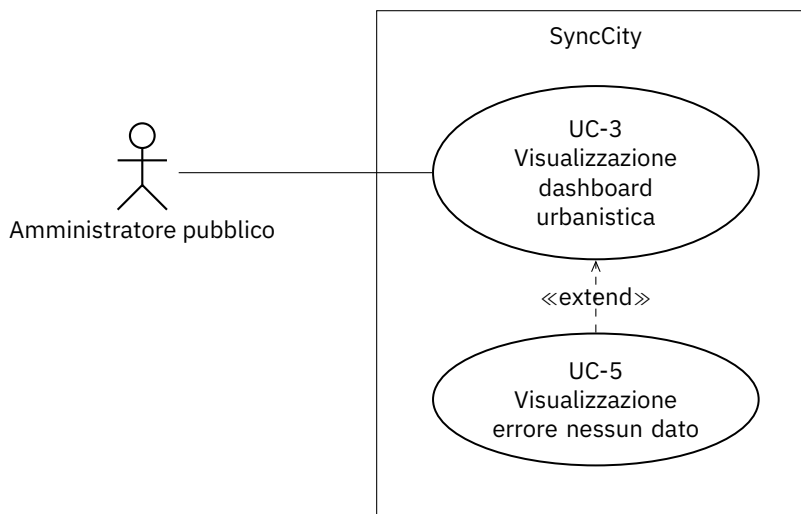 SyncCity
UC-3
Visualizzazione
dashboard
urbanistica
Amministratore pubblico
≪extend≫
UC-5
Visualizzazione
errore nessun dato